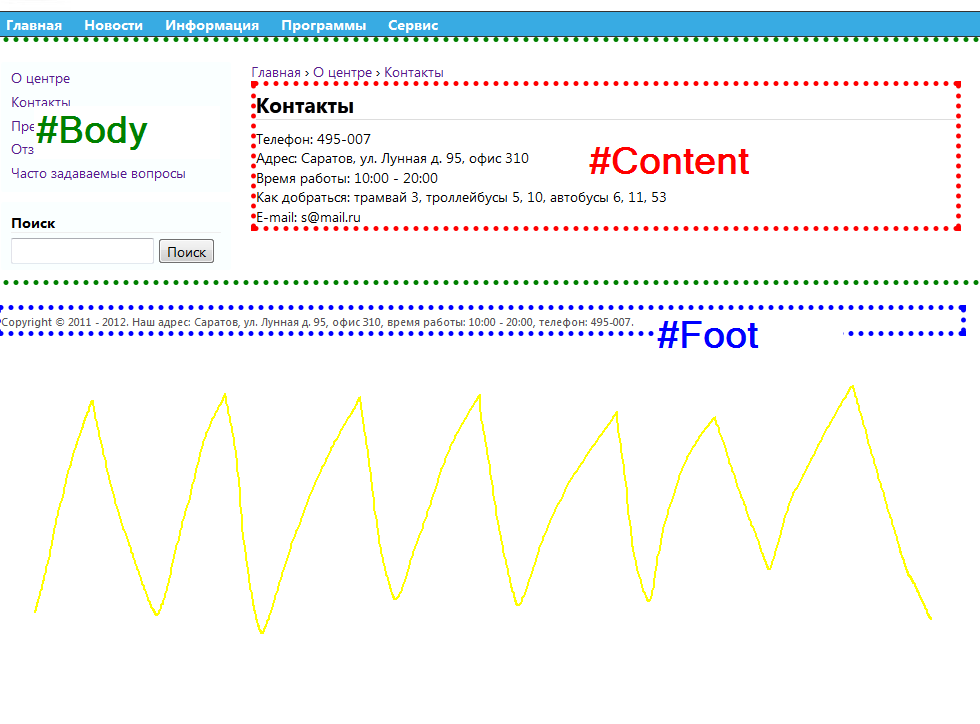 Главная Новости Информация Программы Сервис
О центре
Контакты
Пре
Отз
Часто задаваемые вопросы
#Body
Поиск
Поиск
Главная › О центре › Контакты
Контакты
Телефон: 495-007
Адрес: Саратов, ул. Лунная д. 95, офис 310
Время работы: 10:00 - 20:00
Как добраться: трамвай 3, троллейбусы 5, 10, автобусы 6, 11, 53
E-mail: s@mail.ru
#Content
Copyright © 2011 - 2012. Наш адрес: Саратов, ул. Лунная д. 95, офис 310, время работы: 10:00 - 20:00, телефон: 495-007.
#Foot